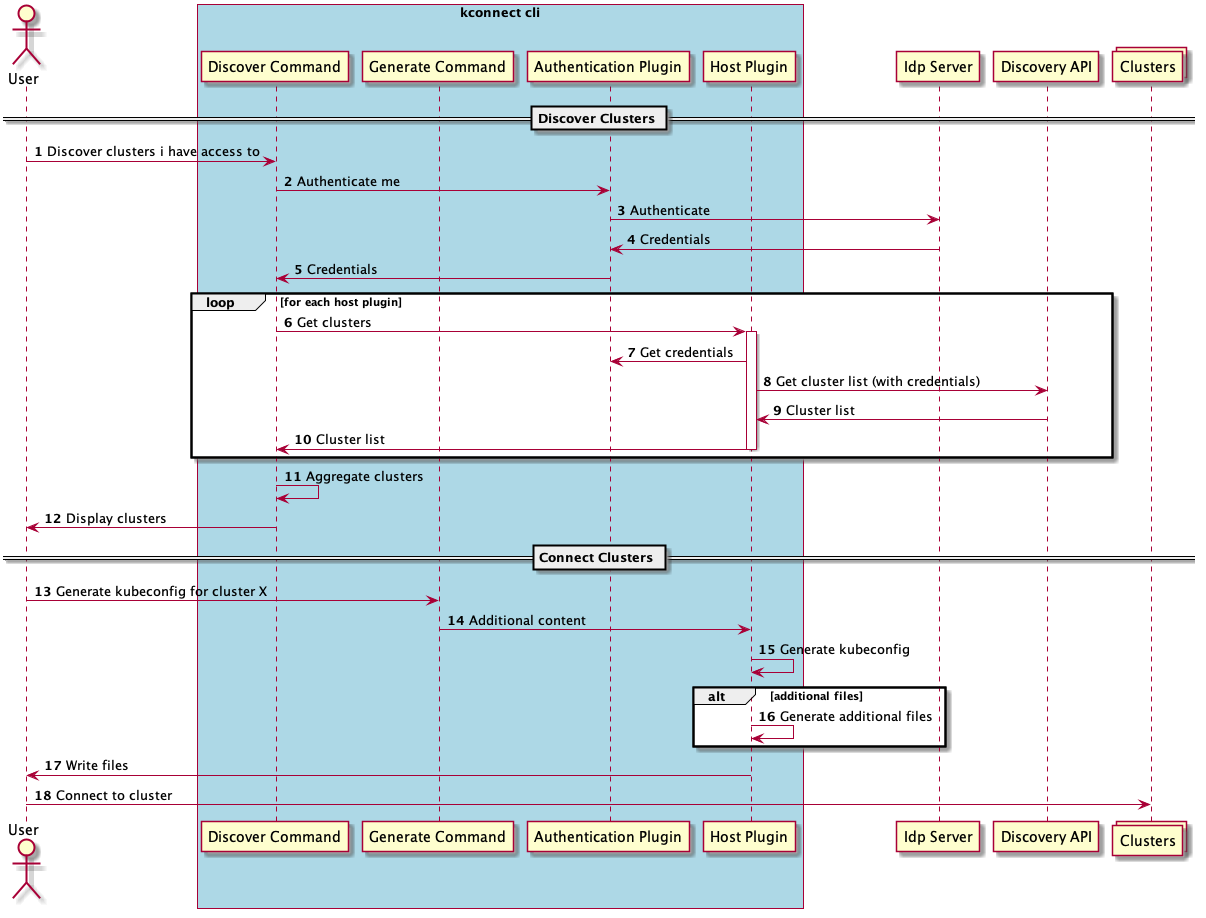 kconnect cli
User
Discover Command
Generate Command
Authentication Plugin
Host Plugin
Idp Server
Discovery API
Clusters
Discover Clusters
1 Discover clusters i have access to
2 Authenticate me
3 Authenticate
4 Credentials
5 Credentials
loop [for each host plugin]
6 Get clusters
7 Get credentials
8 Get cluster list (with credentials)
9 Cluster list
10 Cluster list
11 Aggregate clusters
12 Display clusters
Connect Clusters
13 Generate kubeconfig for cluster X
14 Additional content
15 Generate kubeconfig
alt [additional files]
16 Generate additional files
17 Write files
18 Connect to cluster
User
Discover Command
Generate Command
Authentication Plugin
Host Plugin
Idp Server
Discovery API
Clusters